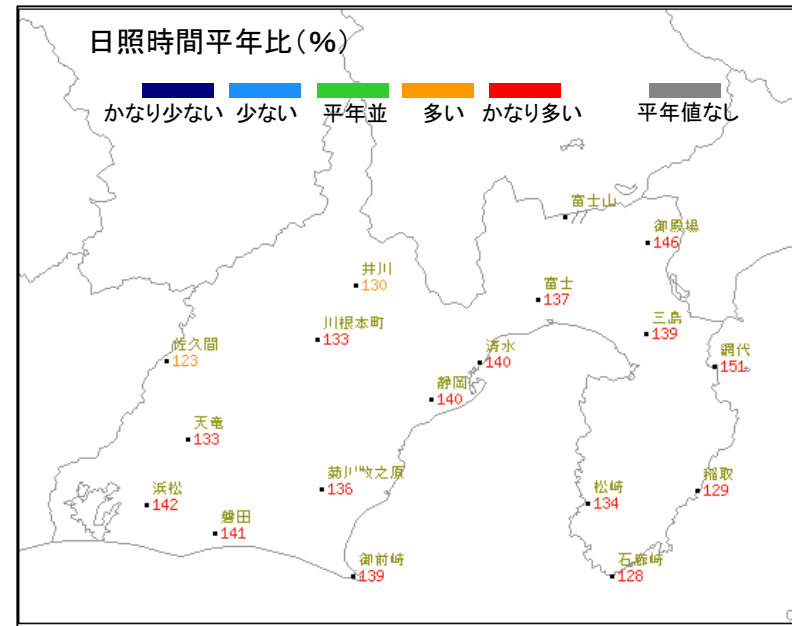 日照時間平年比(%)
かなり少ない 少ない 平年並 多い かなり多い 平年値なし
富士山
御殿場
146
井川
130
富士
137
川根本町
133
三島
139
佐久間
123
清水
140
網代
151
静岡
140
天竜
133
菊川牧之原
136
浜松
142
松崎
134
稲取
129
磐田
141
御前崎
139
石廊崎
128